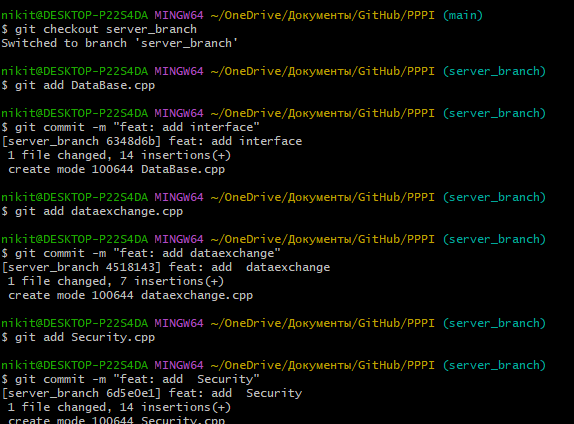 nikit@DESKTOP-P22S4DA MINGW64 ~/OneDrive/Документы/GitHub/PPPI (main)
$ git checkout server_branch
Switched to branch 'server_branch'
nikit@DESKTOP-P22S4DA MINGW64 ~/OneDrive/Документы/GitHub/PPPI (server_branch)
$ git add DataBase.cpp
nikit@DESKTOP-P22S4DA MINGW64 ~/OneDrive/Документы/GitHub/PPPI (server_branch)
$ git commit -m "feat: add interface"
[server_branch 6348d6b] feat: add interface
 1 file changed, 14 insertions(+)
 create mode 100644 DataBase.cpp
nikit@DESKTOP-P22S4DA MINGW64 ~/OneDrive/Документы/GitHub/PPPI (server_branch)
$ git add dataexchange.cpp
nikit@DESKTOP-P22S4DA MINGW64 ~/OneDrive/Документы/GitHub/PPPI (server_branch)
$ git commit -m "feat: add dataexchange"
[server_branch 4518143] feat: add  dataexchange
 1 file changed, 7 insertions(+)
 create mode 100644 dataexchange.cpp
nikit@DESKTOP-P22S4DA MINGW64 ~/OneDrive/Документы/GitHub/PPPI (server_branch)
$ git add Security.cpp
nikit@DESKTOP-P22S4DA MINGW64 ~/OneDrive/Документы/GitHub/PPPI (server_branch)
$ git commit -m "feat: add  Security"
[server_branch 6d5e0e1] feat: add  Security
 1 file changed, 14 insertions(+)
 create mode 100644 Security.cpp